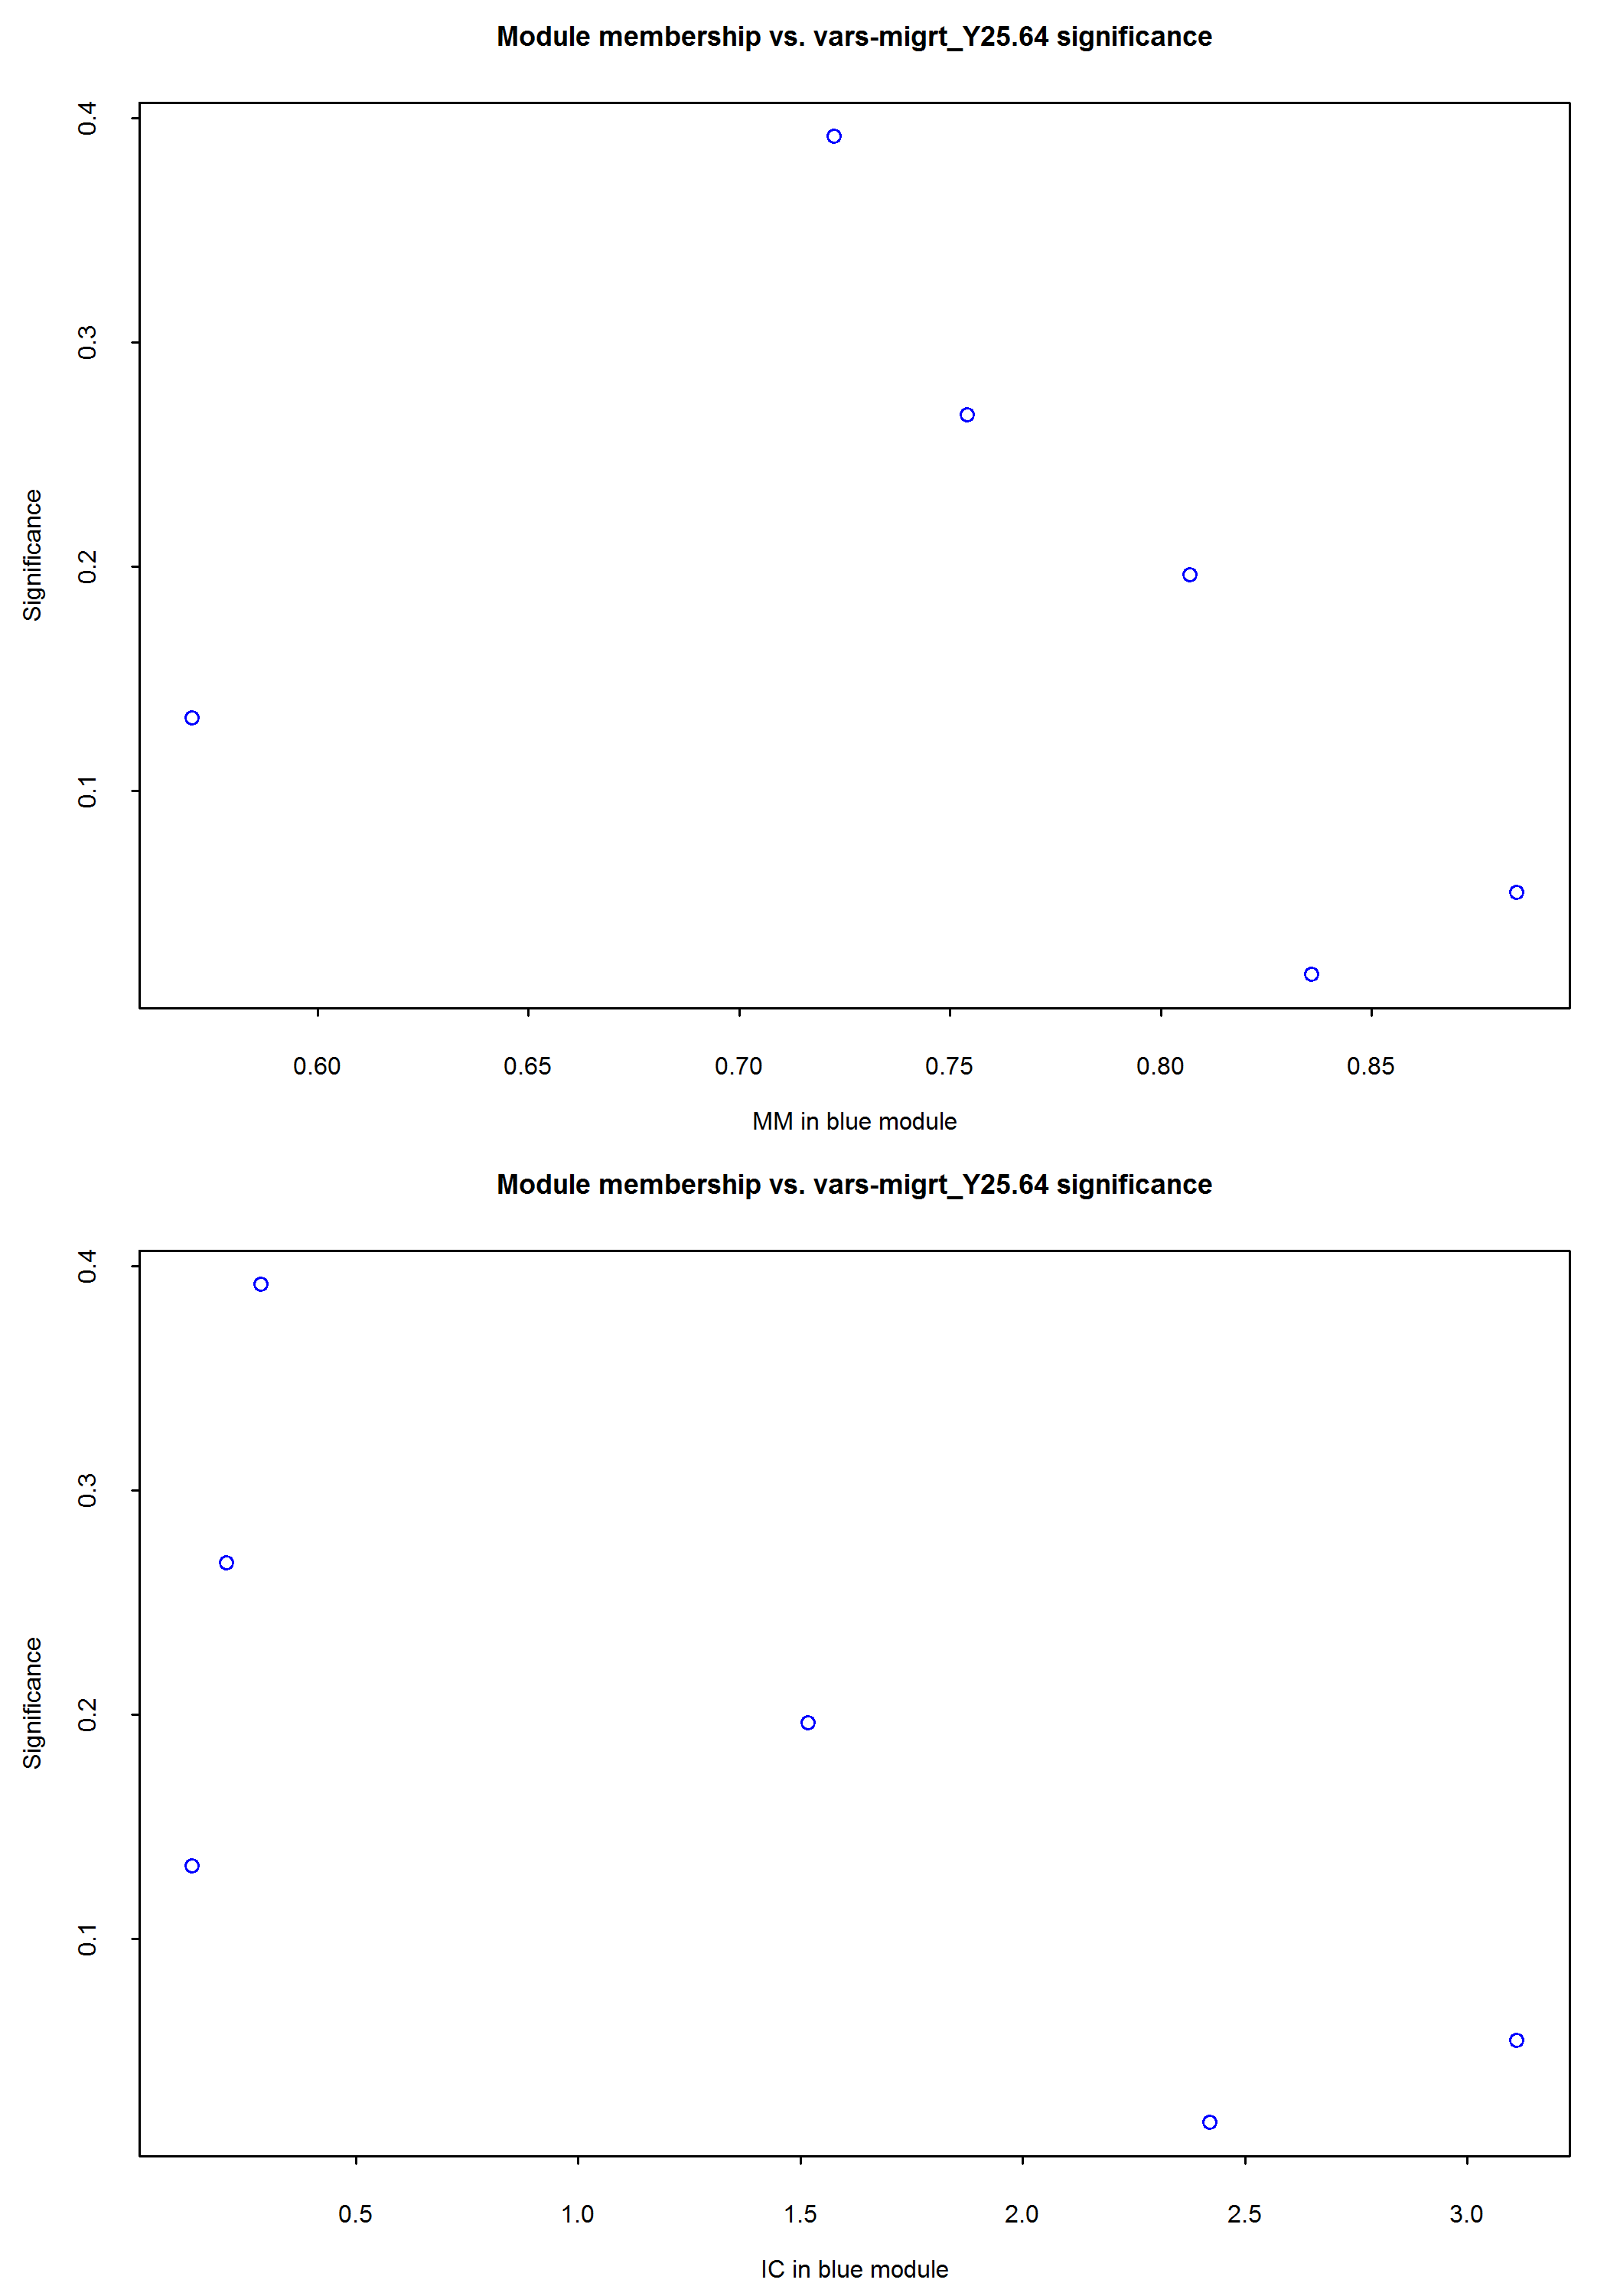 Module membership vs. vars-migrt_Y25.64 significance
0.4
0.3
0.2
0.1
Significance
0.60 0.65 0.70 0.75 0.80 0.85
MM in blue module
Module membership vs. vars-migrt_Y25.64 significance
0.4
0.3
0.2
0.1
Significance
0.5 1.0 1.5 2.0 2.5 3.0
IC in blue module